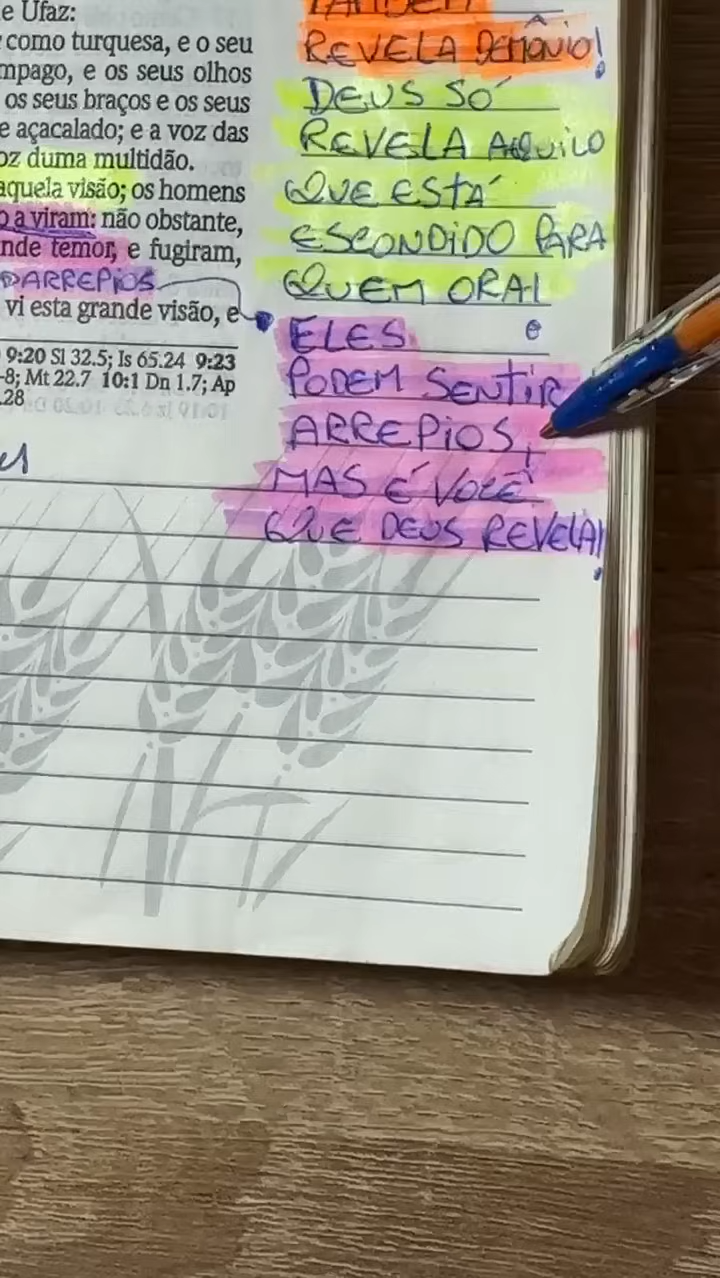 e Ufaz:
como turquesa, e o seu
mpago, e os seus olhos
os seus braços e os seus
e açacalado; e a voz das
oz duma multidão.
aquela visão; os homens
o a viram: não obstante,
nde temor, e fugiram,
ARREPIOS
vi esta grande visão, e
9:20 Sl 32.5; Is 65.24 9:23
-8; Mt 22.7 10:1 Dn 1.7; Ap
.28
REVELA DEMÔNIO!
DEUS SÓ
REVELA AQUILO
QUE ESTÁ
ESCONDIDO PARA
QUEM ORA!
ELES
PODEM SENTIR
ARREPIOS,
MAS É VOCÊ
QUE DEUS REVELA!